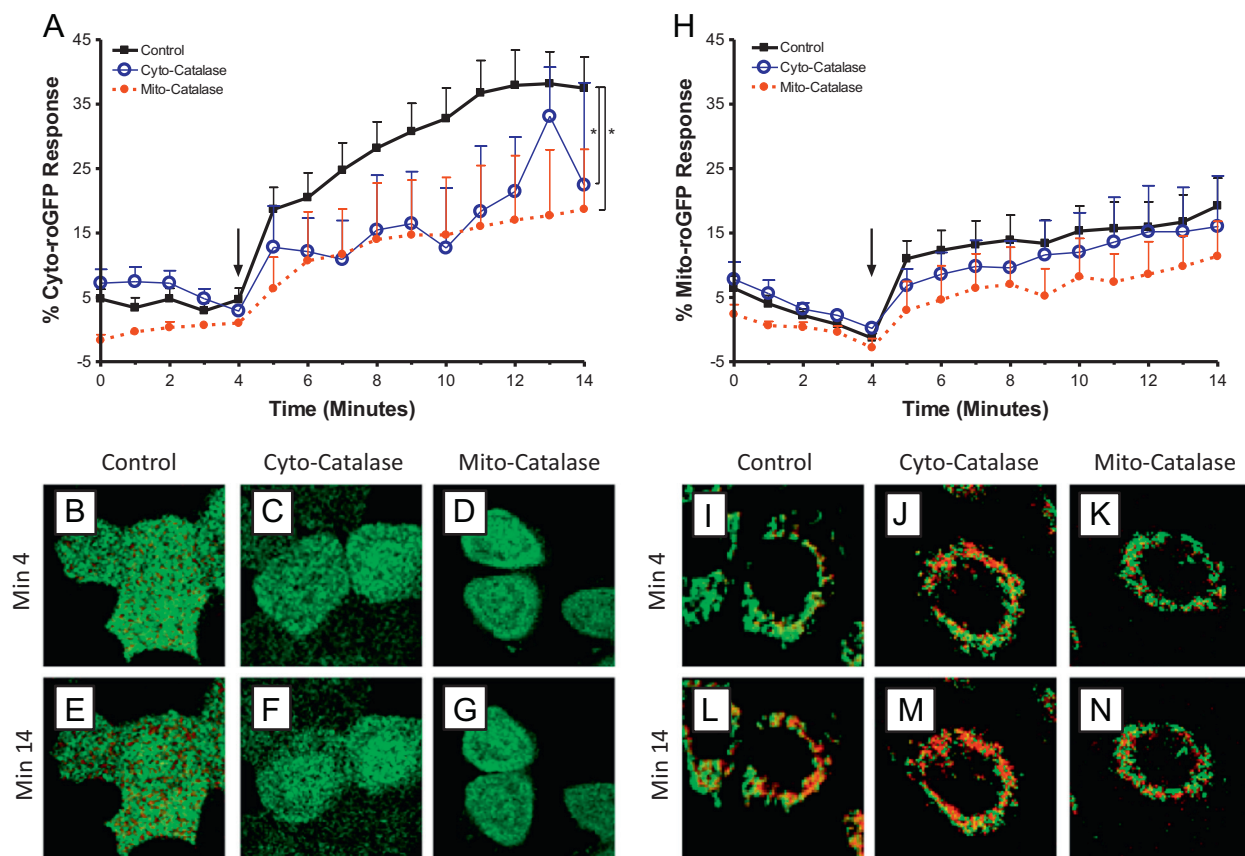 A
H
45
35
25
15
5
-5
% Cyto-roGFP Response
Control
Cyto-Catalase
Mito-Catalase
* *
0 2 4 6 8 10 12 14
Time (Minutes)
45
35
25
15
5
-5
% Mito-roGFP Response
Control
Cyto-Catalase
Mito-Catalase
0 2 4 6 8 10 12 14
Time (Minutes)
Control Cyto-Catalase Mito-Catalase
Control Cyto-Catalase Mito-Catalase
Min 4
B C D
Min 4
I J K
Min 14
E F G
Min 14
L M N